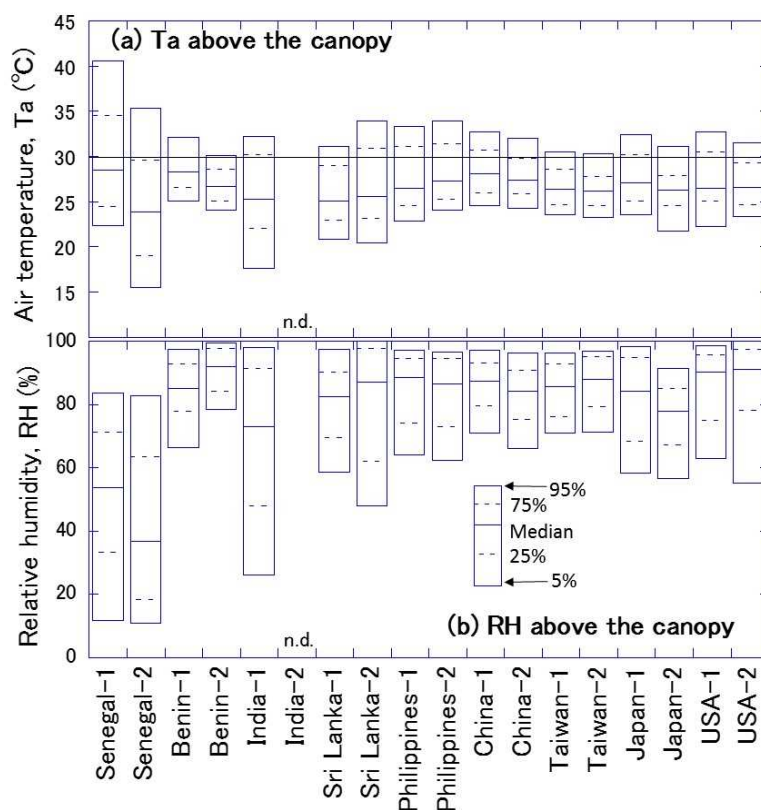 (a) Ta above the canopy
Air temperature, Ta (℃)
45
40
35
30
25
20
15
n.d.
Relative humidity, RH (%)
100
80
60
40
20
0
95%
75%
Median
25%
5%
(b) RH above the canopy
n.d.
Senegal-1
Senegal-2
Benin-1
Benin-2
India-1
India-2
Sri Lanka-1
Sri Lanka-2
Philippines-1
Philippines-2
China-1
China-2
Taiwan-1
Taiwan-2
Japan-1
Japan-2
USA-1
USA-2